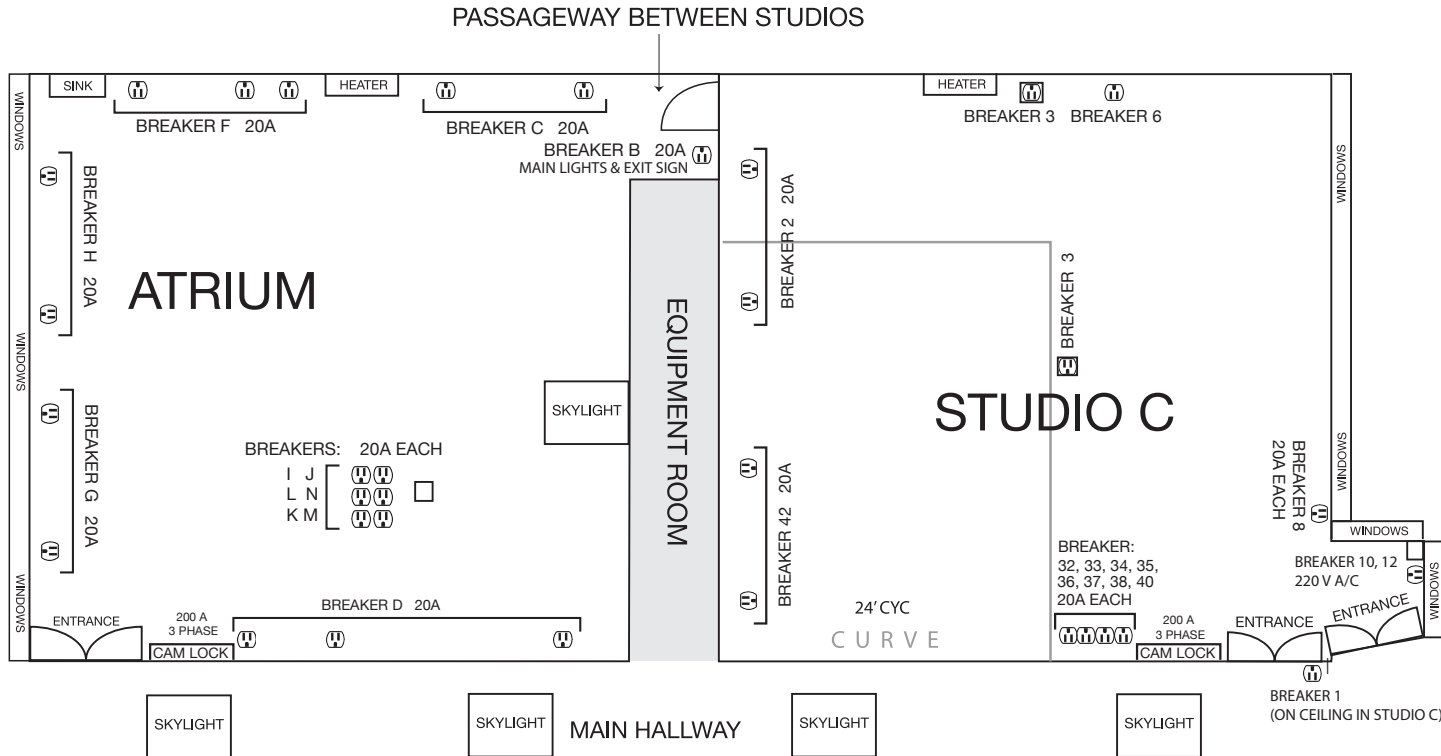 PASSAGEWAY BETWEEN STUDIOS
WINDOWS
SINK
HEATER
BREAKER F 20A
BREAKER C 20A
BREAKER B 20A
MAIN LIGHTS & EXIT SIGN
BREAKER H 20A
ATRIUM
WINDOWS
BREAKER G 20A
BREAKERS: 20A EACH
I J
L N
K M
SKYLIGHT
EQUIPMENT ROOM
WINDOWS
ENTRANCE
200 A
3 PHASE
CAM LOCK
BREAKER D 20A
HEATER
BREAKER 3
BREAKER 6
WINDOWS
BREAKER 2 20A
BREAKER 3
STUDIO C
WINDOWS
BREAKER 42 20A
BREAKER 8
20A EACH
WINDOWS
BREAKER 10, 12
220 V A/C
WINDOWS
BREAKER:
32, 33, 34, 35,
36, 37, 38, 40
20A EACH
24' CYC
CURVE
200 A
3 PHASE
CAM LOCK
ENTRANCE
ENTRANCE
BREAKER 1
(ON CEILING IN STUDIO C)
SKYLIGHT
SKYLIGHT
MAIN HALLWAY
SKYLIGHT
SKYLIGHT